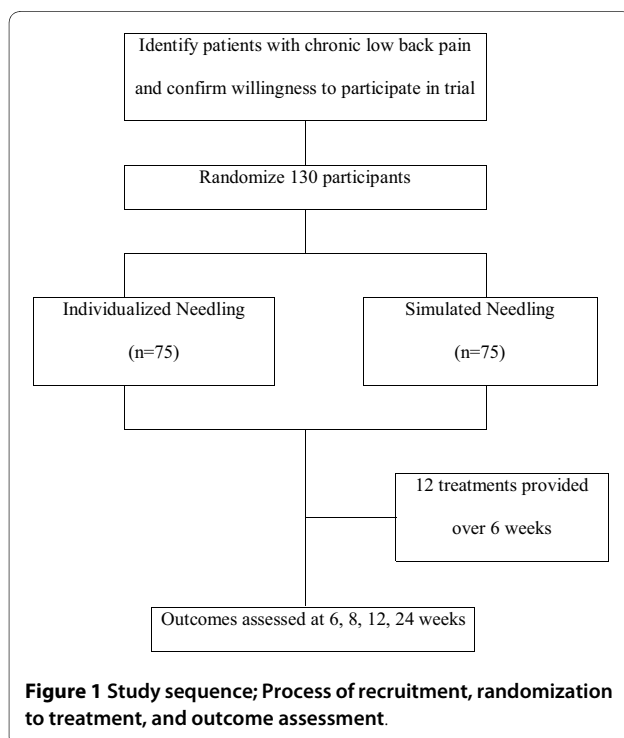 Identify patients with chronic low back pain
and confirm willingness to participate in trial
Randomize 130 participants
Individualized Needling
(n=75)
Simulated Needling
(n=75)
12 treatments provided
over 6 weeks
Outcomes assessed at 6, 8, 12, 24 weeks
Figure 1 Study sequence; Process of recruitment, randomization
to treatment, and outcome assessment.